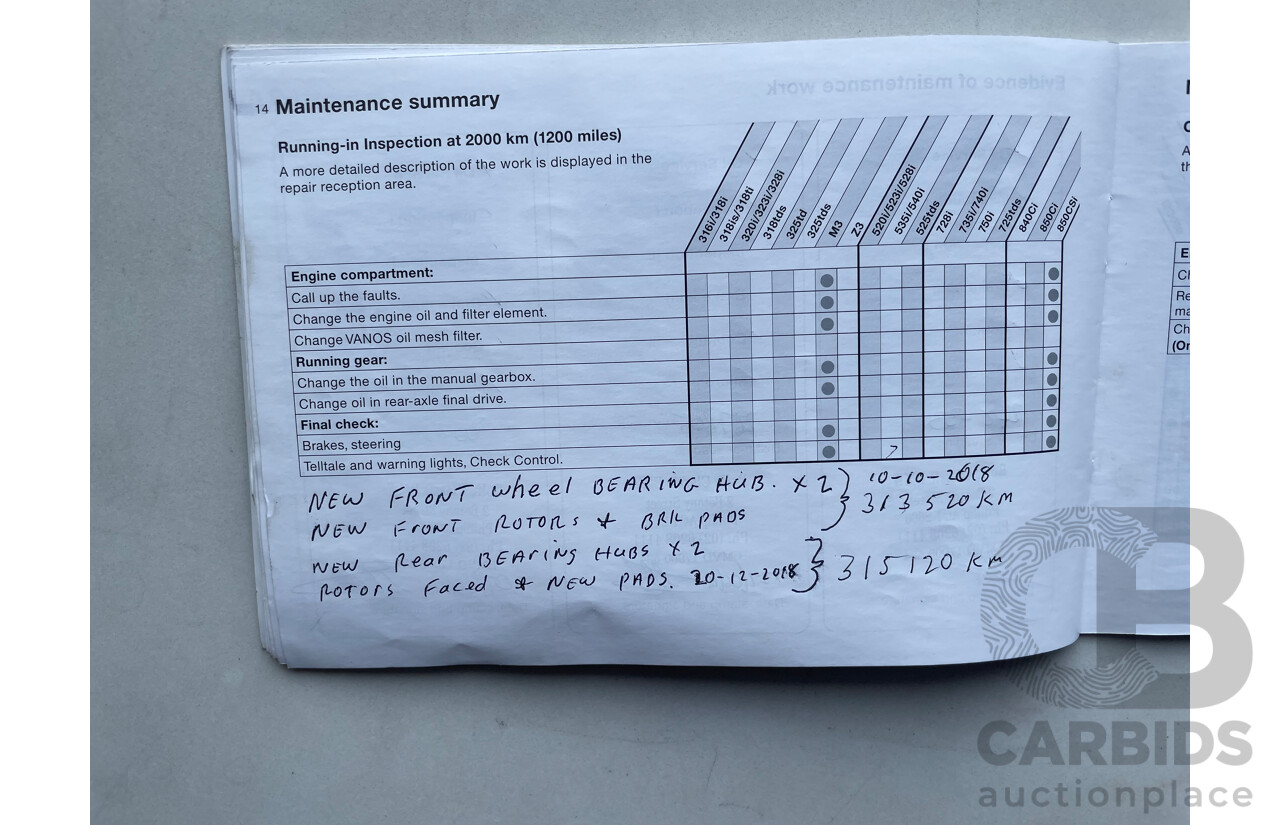 14 Maintenance summary
Evidence of maintenance work
Running-in Inspection at 2000 km (1200 miles)
A more detailed description of the work is displayed in the
repair reception area.
316i/318i
318is/318ti
320i/323i/328i
318tds
325td
325tds
M3
Z3
520i/523i/528i
535i/540i
525tds
728i
735i/740i
750i
725tds
840Ci
850Ci
850CSi
Engine compartment:
Call up the faults.
Change the engine oil and filter element.
Change VANOS oil mesh filter.
Running gear:
Change the oil in the manual gearbox.
Change oil in rear-axle final drive.
Final check:
Brakes, steering
Telltale and warning lights, Check Control.
NEW FRONT wheel BEARING HUB. x 2 } 10-10-2018
NEW FRONT ROTORS & BRK PADS } 313 520 KM
NEW Rear BEARING HUBS x 2
ROTORS Faced & NEW PADS. 20-12-2018 } 315120 KM
CARBIDS
auctionplace